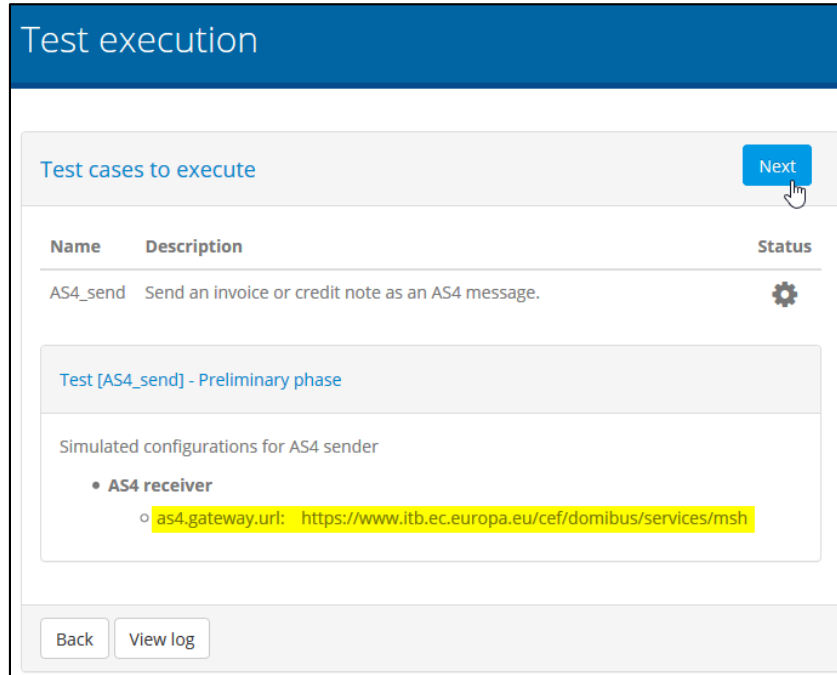 Test execution
Test cases to execute
Next
Name Description Status
AS4_send Send an invoice or credit note as an AS4 message.
Test [AS4_send] - Preliminary phase
Simulated configurations for AS4 sender
• AS4 receiver
○ as4.gateway.url: https://www.itb.ec.europa.eu/cef/domibus/services/msh
Back View log